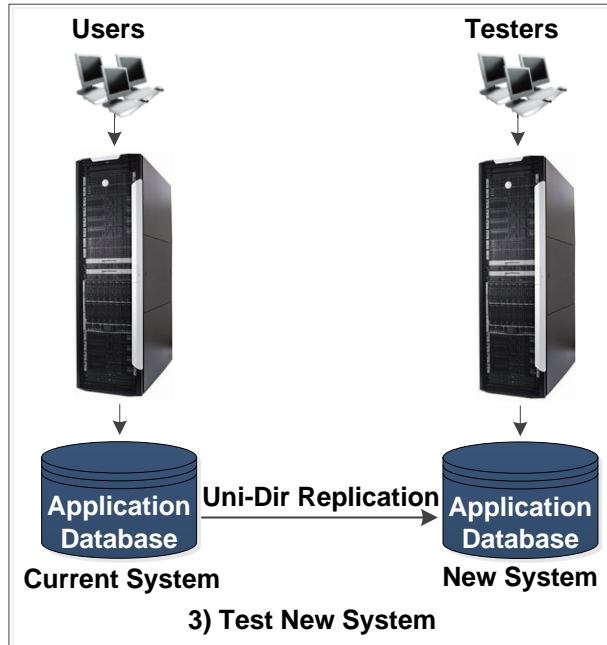 Users
Testers
Application
Database
Uni-Dir Replication
Application
Database
Current System
New System
3) Test New System